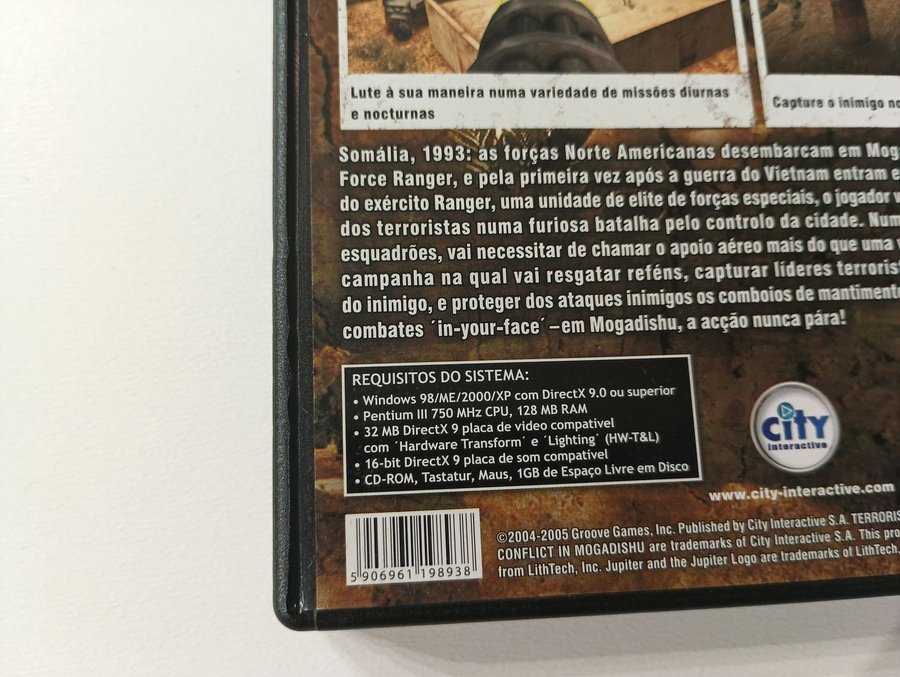 Lute à sua maneira numa variedade de missões diurnas
e nocturnas
Capture o inimigo
Somália, 1993: as forças Norte Americanas desembarcam em
Force Ranger, e pela primeira vez após a guerra do Vietnam entram
do exército Ranger, uma unidade de elite de forças especiais, o jogador
dos terroristas numa furiosa batalha pelo controlo da cidade.
esquadrões, vai necessitar de chamar o apoio aéreo mais do que uma
campanha na qual vai resgatar reféns, capturar líderes
do inimigo, e proteger dos ataques inimigos os comboios de
combates ´in-your-face´–em Mogadishu, a acção nunca pára!
REQUISITOS DO SISTEMA:
• Windows 98/ME/2000/XP com DirectX 9.0 ou superior
• Pentium III 750 MHz CPU, 128 MB RAM
• 32 MB DirectX 9 placa de video compativel
com ´Hardware Transform´ e ´Lighting´ (HW-T&L)
• 16-bit DirectX 9 placa de som compatível
• CD-ROM, Tastatur, Maus, 1GB de Espaço Livre em Disco
city
interactive
www.city-interactive.com
5 906961 198938
©2004-2005 Groove Games, Inc. Published by City Interactive S.A.
CONFLICT IN MOGADISHU are trademarks of City Interactive S.A. This
from LithTech, Inc. Jupiter and the Jupiter Logo are trademarks of